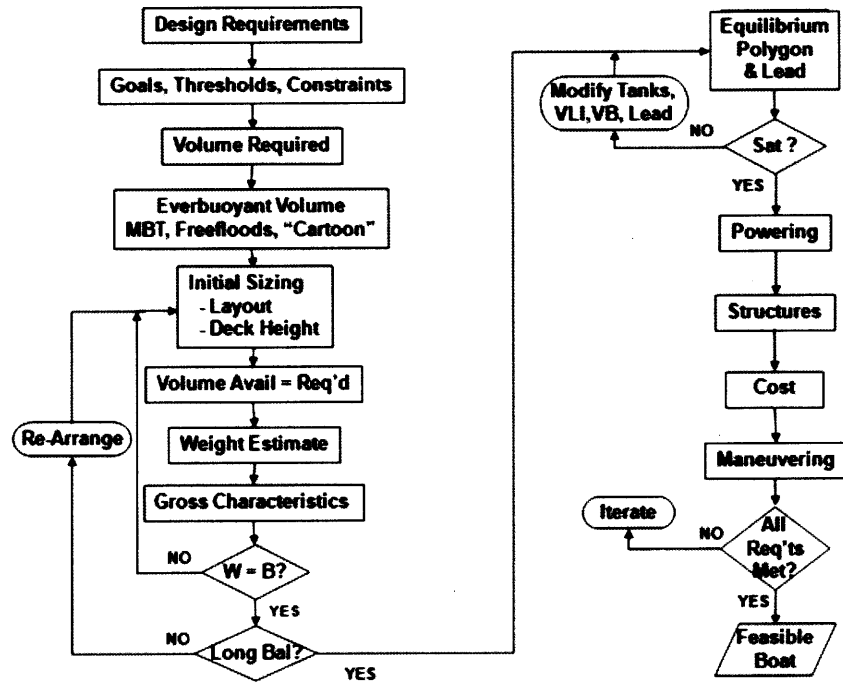 Design Requirements
Goals, Thresholds, Constraints
Volume Required
Everbuoyant Volume
MBT, Freefloods, "Cartoon"
Initial Sizing
- Layout
- Deck Height
Volume Avail = Req'd
Re-Arrange
Weight Estimate
Gross Characteristics
NO
W = B?
YES
NO
Long Bal?
YES
Equilibrium
Polygon
& Lead
Modify Tanks,
VLI,VB, Lead
NO
Sat ?
YES
Powering
Structures
Cost
Maneuvering
Iterate
NO
All
Req'ts
Met?
YES
Feasible
Boat